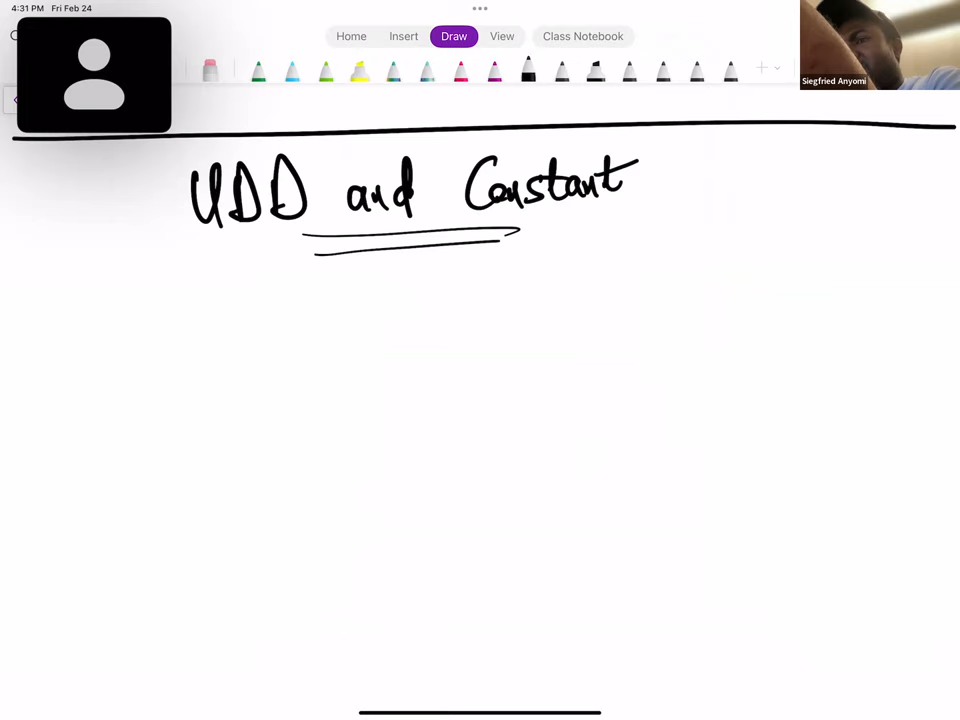 4:31 PM Fri Feb 24
Home Insert Draw View Class Notebook
Siegfried Anyomi
UDD and Constant